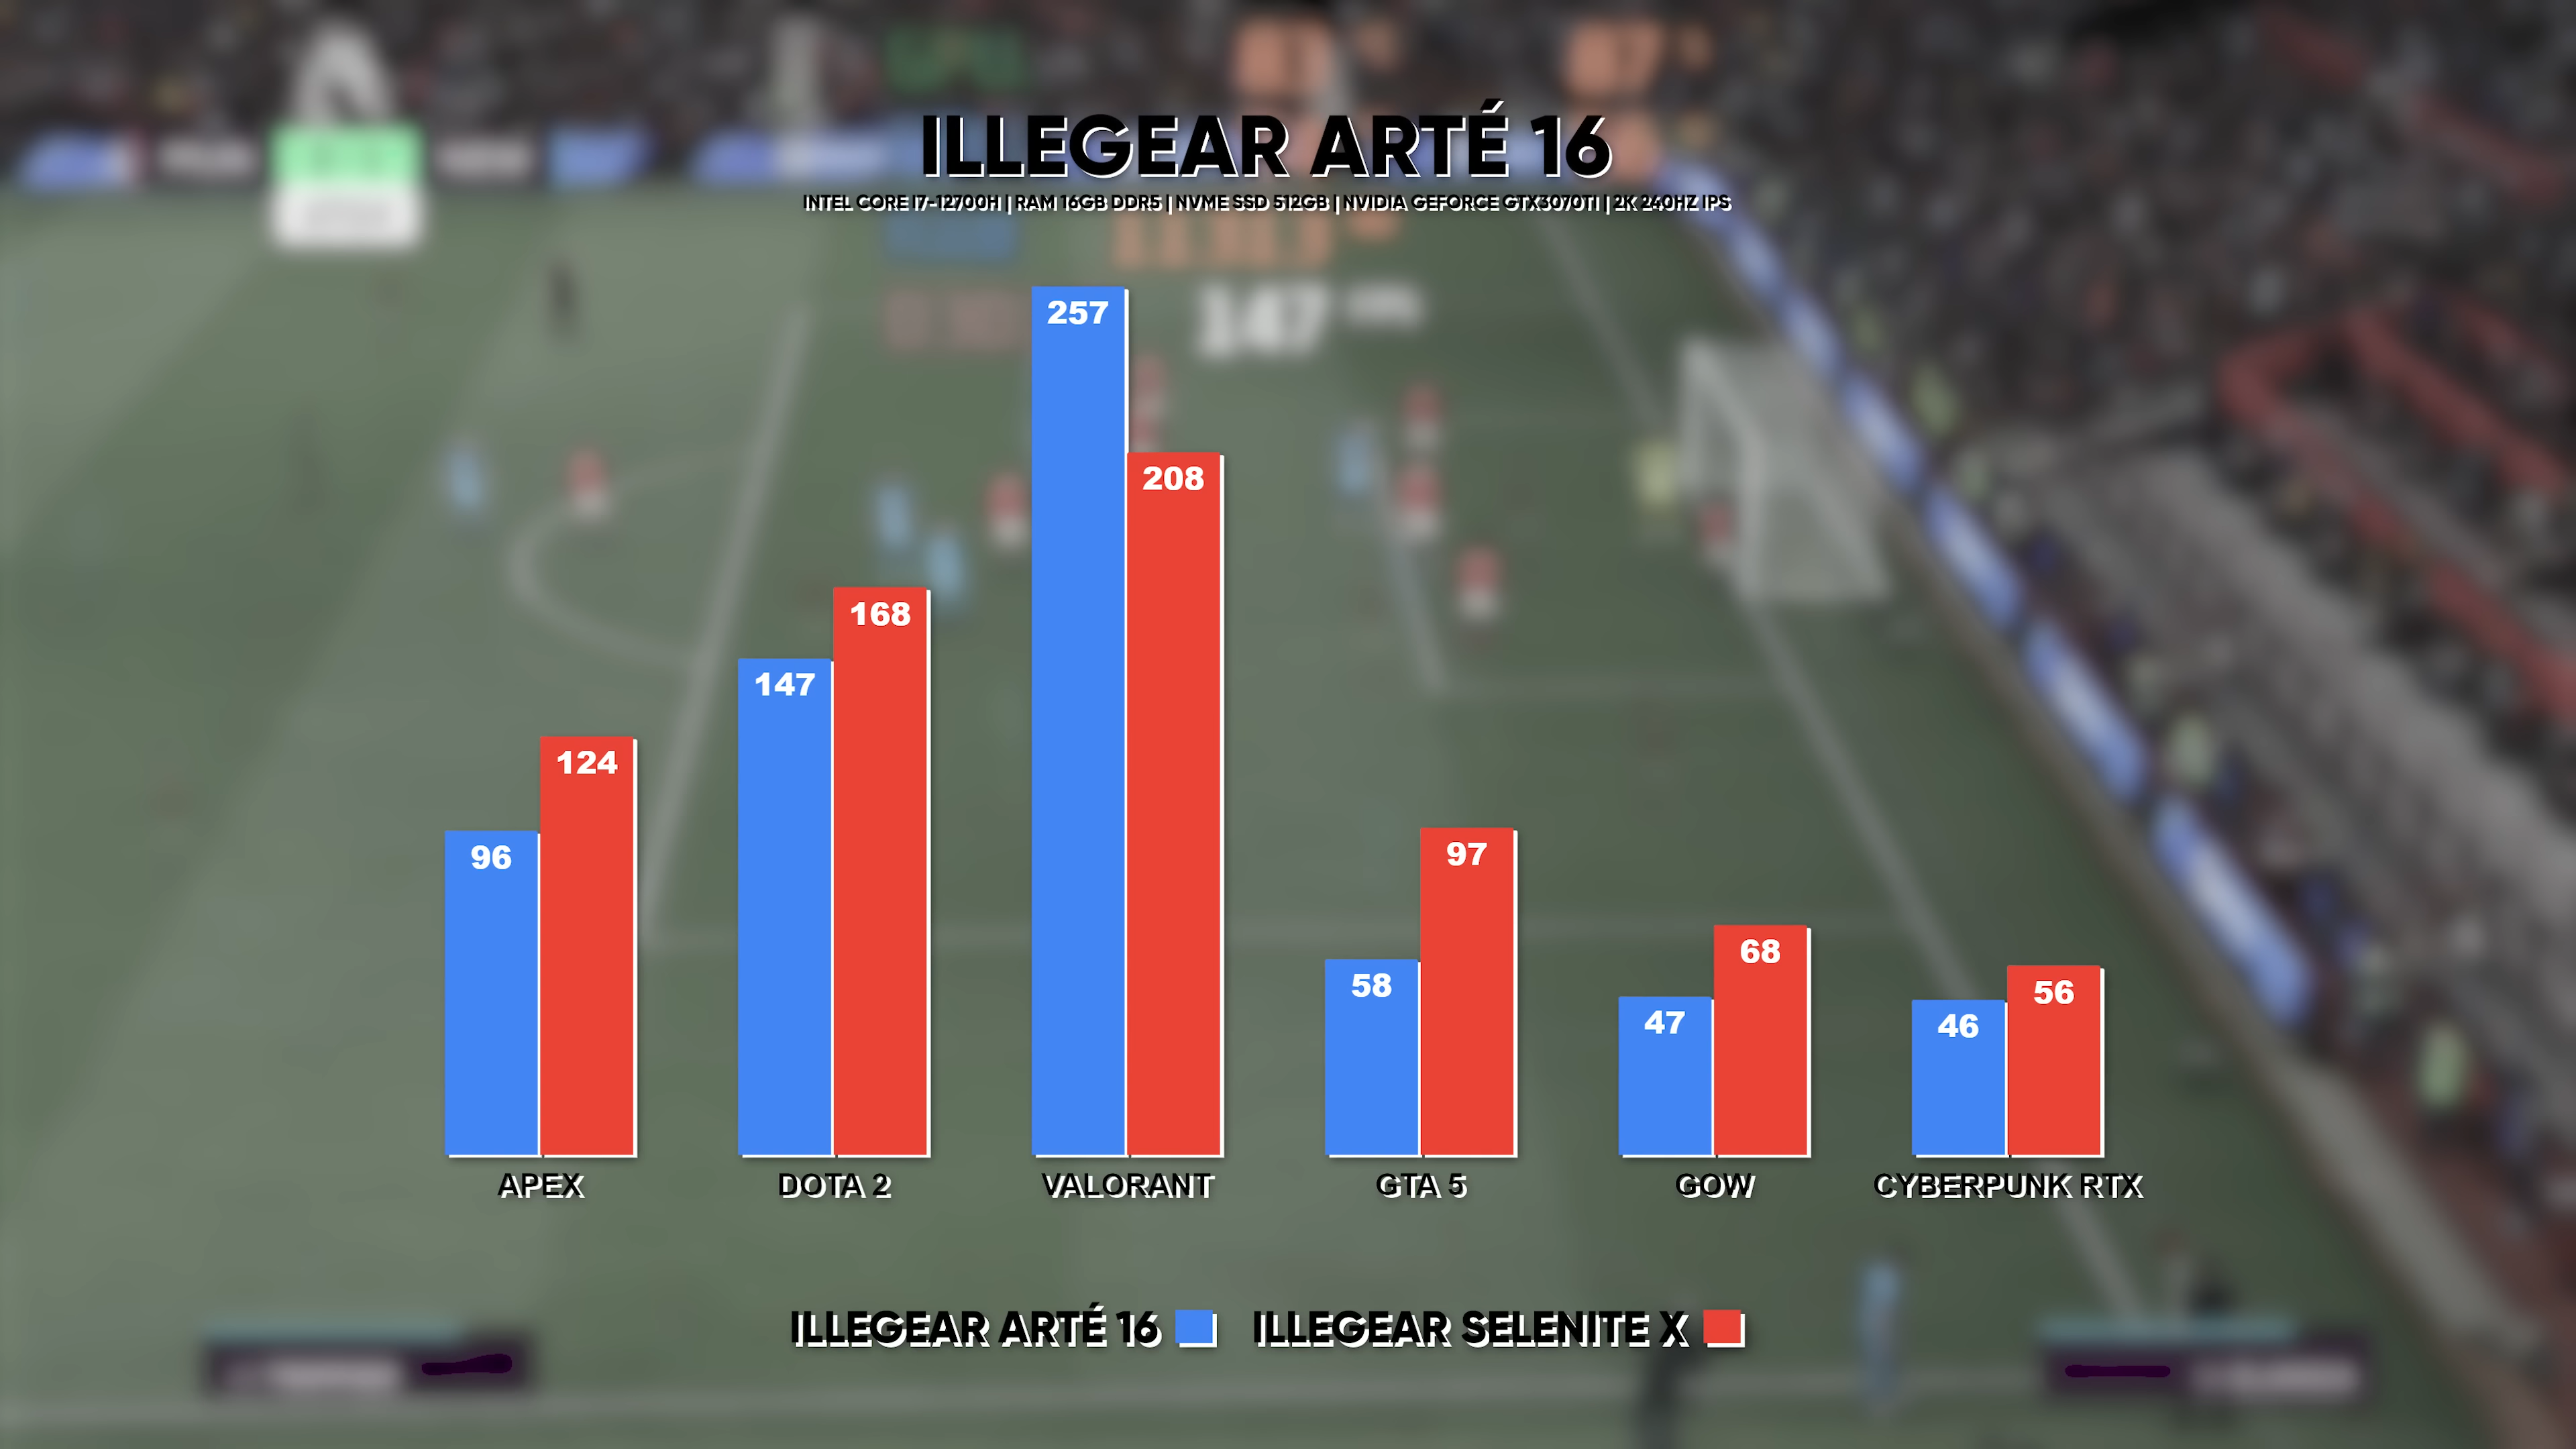 ILLEGEAR ARTÉ 16
INTEL CORE I7-12700H | RAM 16GB DDR5 | NVME SSD 512GB | NVIDIA GEFORCE GTX3070TI | 2K 240HZ IPS
147
257
208
168
147
124
96
97
58
68
47
56
46
APEX
DOTA 2
VALORANT
GTA 5
GOW
CYBERPUNK RTX
ILLEGEAR ARTÉ 16
ILLEGEAR SELENITE X